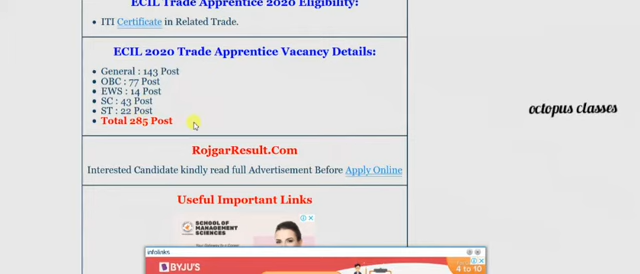 ECIL Trade Apprentice 2020 Eligibility:
ITI Certificate in Related Trade.
ECIL 2020 Trade Apprentice Vacancy Details:
General : 143 Post
OBC : 77 Post
EWS : 14 Post
SC : 43 Post
ST : 22 Post
Total 285 Post
octopus classes
RojgarResult.Com
Interested Candidate kindly read full Advertisement Before Apply Online
Useful Important Links
SCHOOL OF
MANAGEMENT
SCIENCES
infolinks
BYJU'S
4 to 10